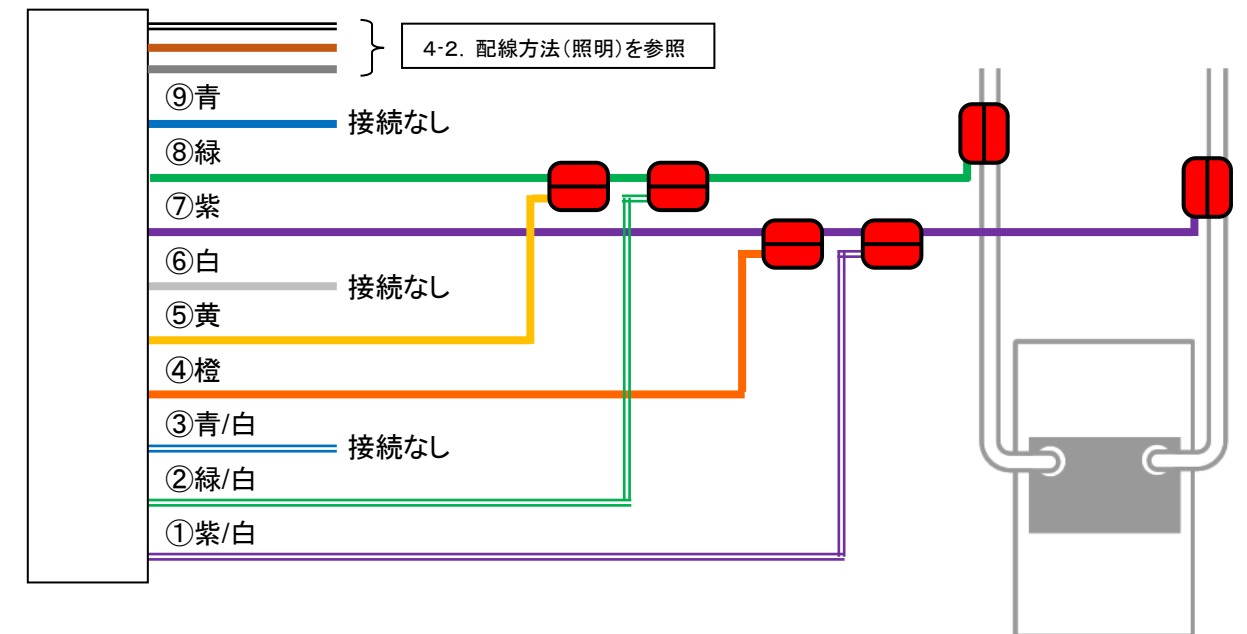 4-2. 配線方法(照明)を参照
⑨青
接続なし
⑧緑
⑦紫
⑥白
接続なし
⑤黄
④橙
③青/白
接続なし
②緑/白
①紫/白